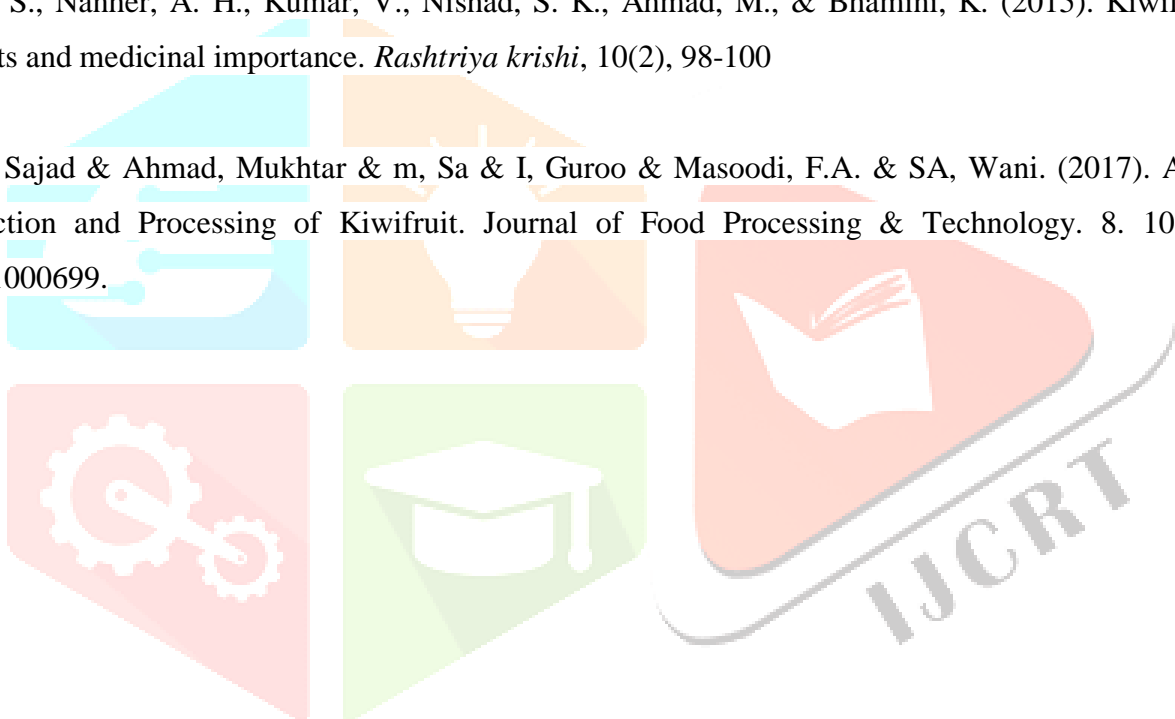 S., Nanher, A. H., Kumar, V., Nishad, S. K., Ahmad, M., & Bhamini, K. (2015). Kiwi
ts and medicinal importance. Rashtriya krishi, 10(2), 98-100
Sajad & Ahmad, Mukhtar & m, Sa & I, Guroo & Masoodi, F.A. & SA, Wani. (2017). A
ction and Processing of Kiwifruit. Journal of Food Processing & Technology. 8. 10
1000699.
IJCRT